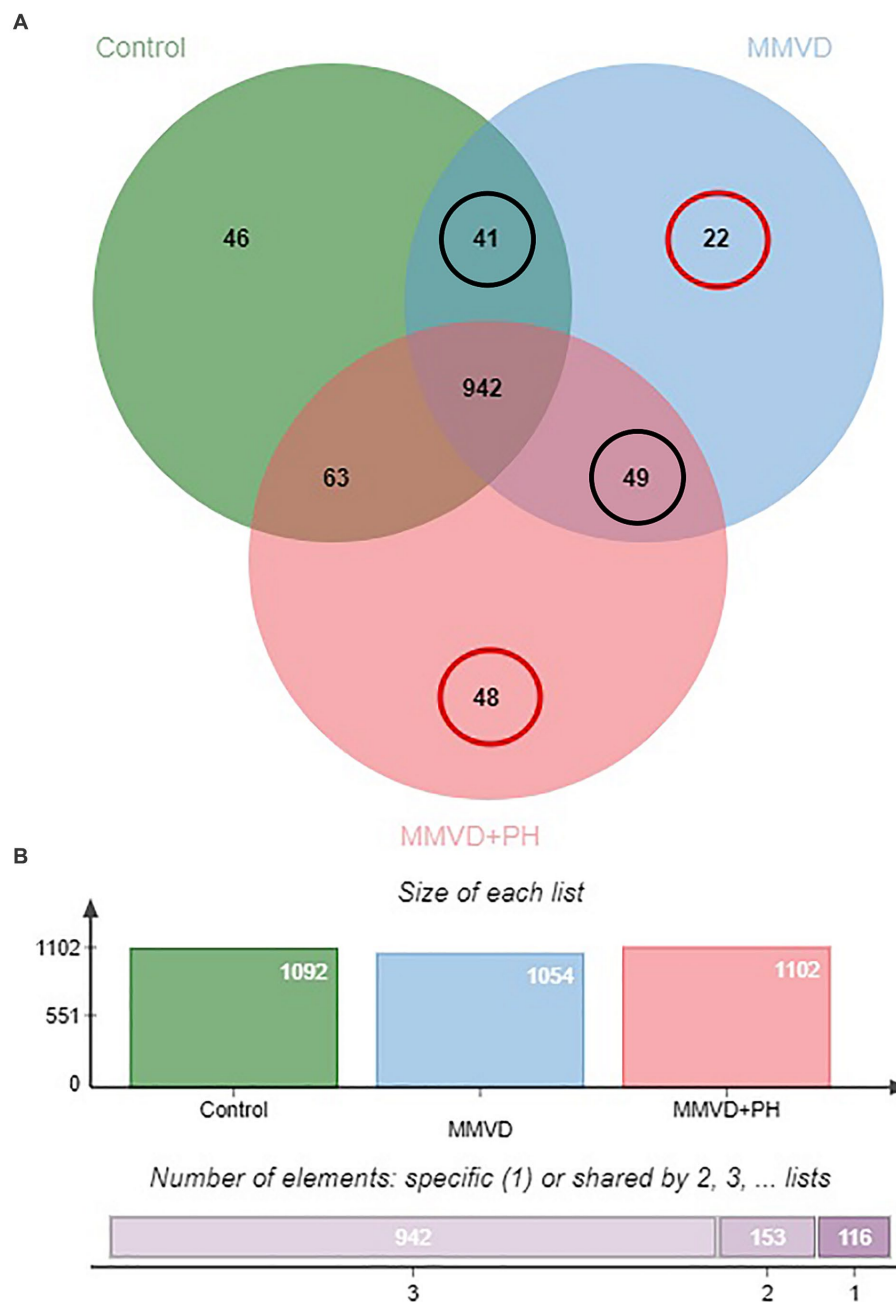 A
Control
MMVD
46
41
22
942
63
49
48
MMVD+PH
B
Size of each list
1102
551
0
1092
1054
1102
Control
MMVD
MMVD+PH
Number of elements: specific (1) or shared by 2, 3, ... lists
942
153
116
3
2
1